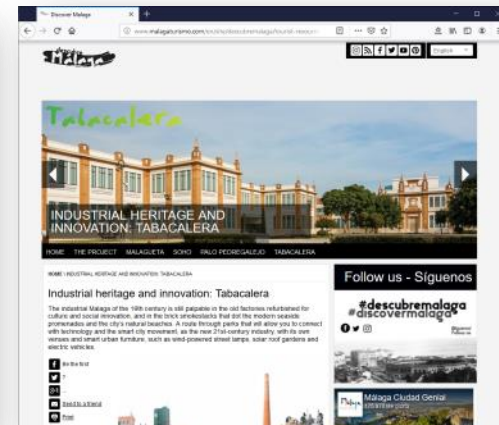 Discover Malaga
www.malagaturismo.com
descubre
Málaga
English
Tabacalera
INDUSTRIAL HERITAGE AND
INNOVATION: TABACALERA
HOME THE PROJECT MALAGUETA SOHO PALO PEDREGALEJO TABACALERA
HOME \ INDUSTRIAL HERITAGE AND INNOVATION: TABACALERA
Industrial heritage and innovation: Tabacalera
The industrial Malaga of the 19th century is still palpable in the old factories refurbished for
culture and social innovation, and in the brick smokestacks that dot the modern seaside
promenades and the city's natural beaches. A route through parks that will allow you to connect
with technology and the smart city movement, as the new 21st-century industry, with its own
venues and smart urban furniture, such as wind-powered street lamps, solar roof gardens and
electric vehicles.
Be the first
Send to a friend
Print
Follow us - Síguenos
#descubremalaga
#discovermalaga
Málaga Ciudad Genial